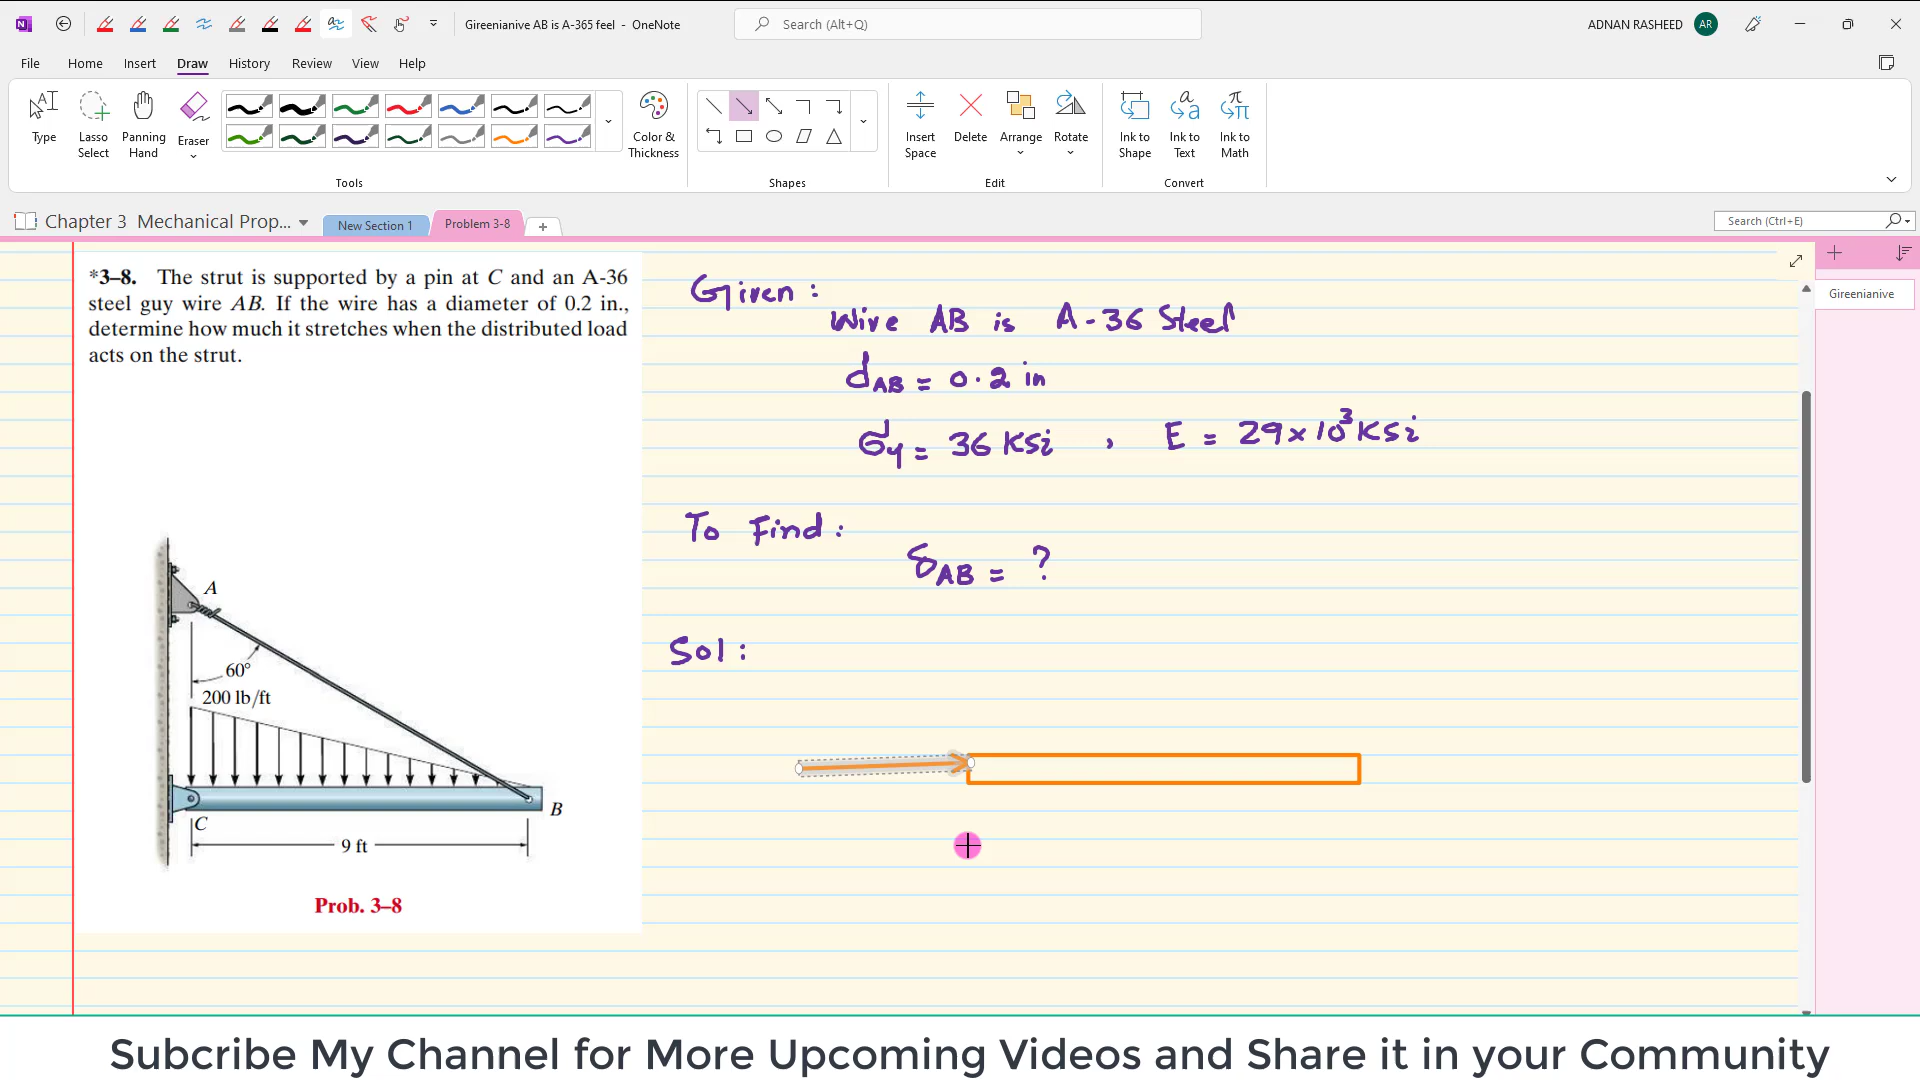 Gireenianive AB is A-365 feel - OneNote
Search (Alt+Q)
ADNAN RASHEED
AR
File Home Insert Draw History Review View Help
Type
Lasso Select
Panning Hand
Eraser
Color & Thickness
Insert Space
Delete
Arrange
Rotate
Ink to Shape
Ink to Text
Ink to Math
Tools
Shapes
Edit
Convert
Chapter 3 Mechanical Prop...
New Section 1
Problem 3-8
Search (Ctrl+E)
Greenianive
*3–8. The strut is supported by a pin at C and an A-36
steel guy wire AB. If the wire has a diameter of 0.2 in.,
determine how much it stretches when the distributed load
acts on the strut.
A
60°
200 lb/ft
C
B
9 ft
Prob. 3–8
Given :
Wire AB is A-36 Steel
d_AB = 0.2 in
σ_y = 36 ksi , E = 29×10³ ksi
To Find :
δ_AB = ?
Sol :
Subcribe My Channel for More Upcoming Videos and Share it in your Community